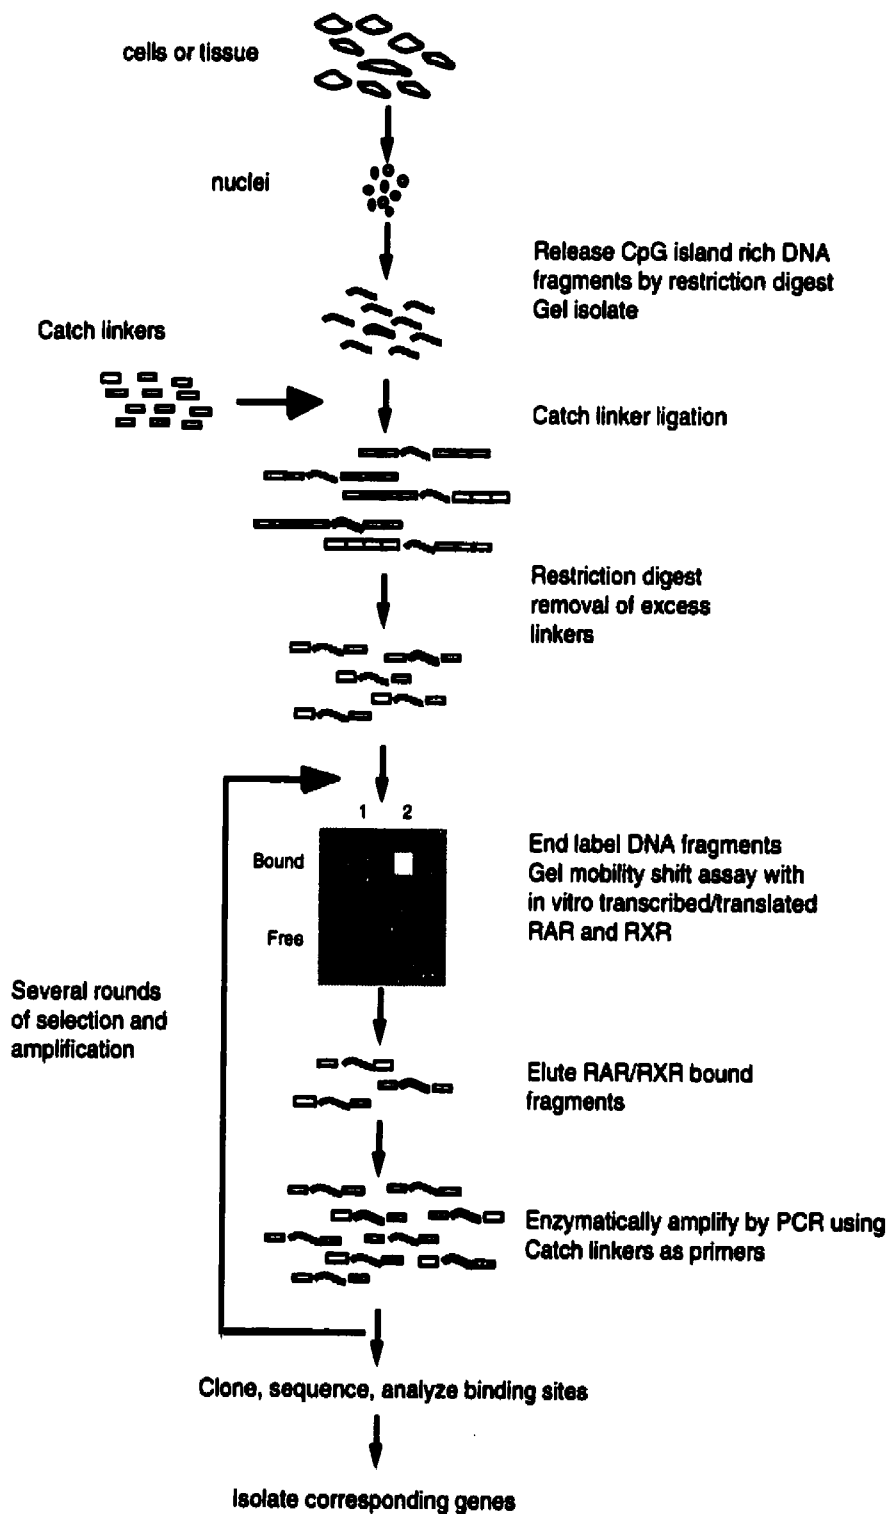 cells or tissue
nuclei
Release CpG island rich DNA
fragments by restriction digest
Gel isolate
Catch linkers
Catch linker ligation
Restriction digest
removal of excess
linkers
1 2
Bound
Free
End label DNA fragments
Gel mobility shift assay with
in vitro transcribed/translated
RAR and RXR
Several rounds
of selection and
amplification
Elute RAR/RXR bound
fragments
Enzymatically amplify by PCR using
Catch linkers as primers
Clone, sequence, analyze binding sites
Isolate corresponding genes